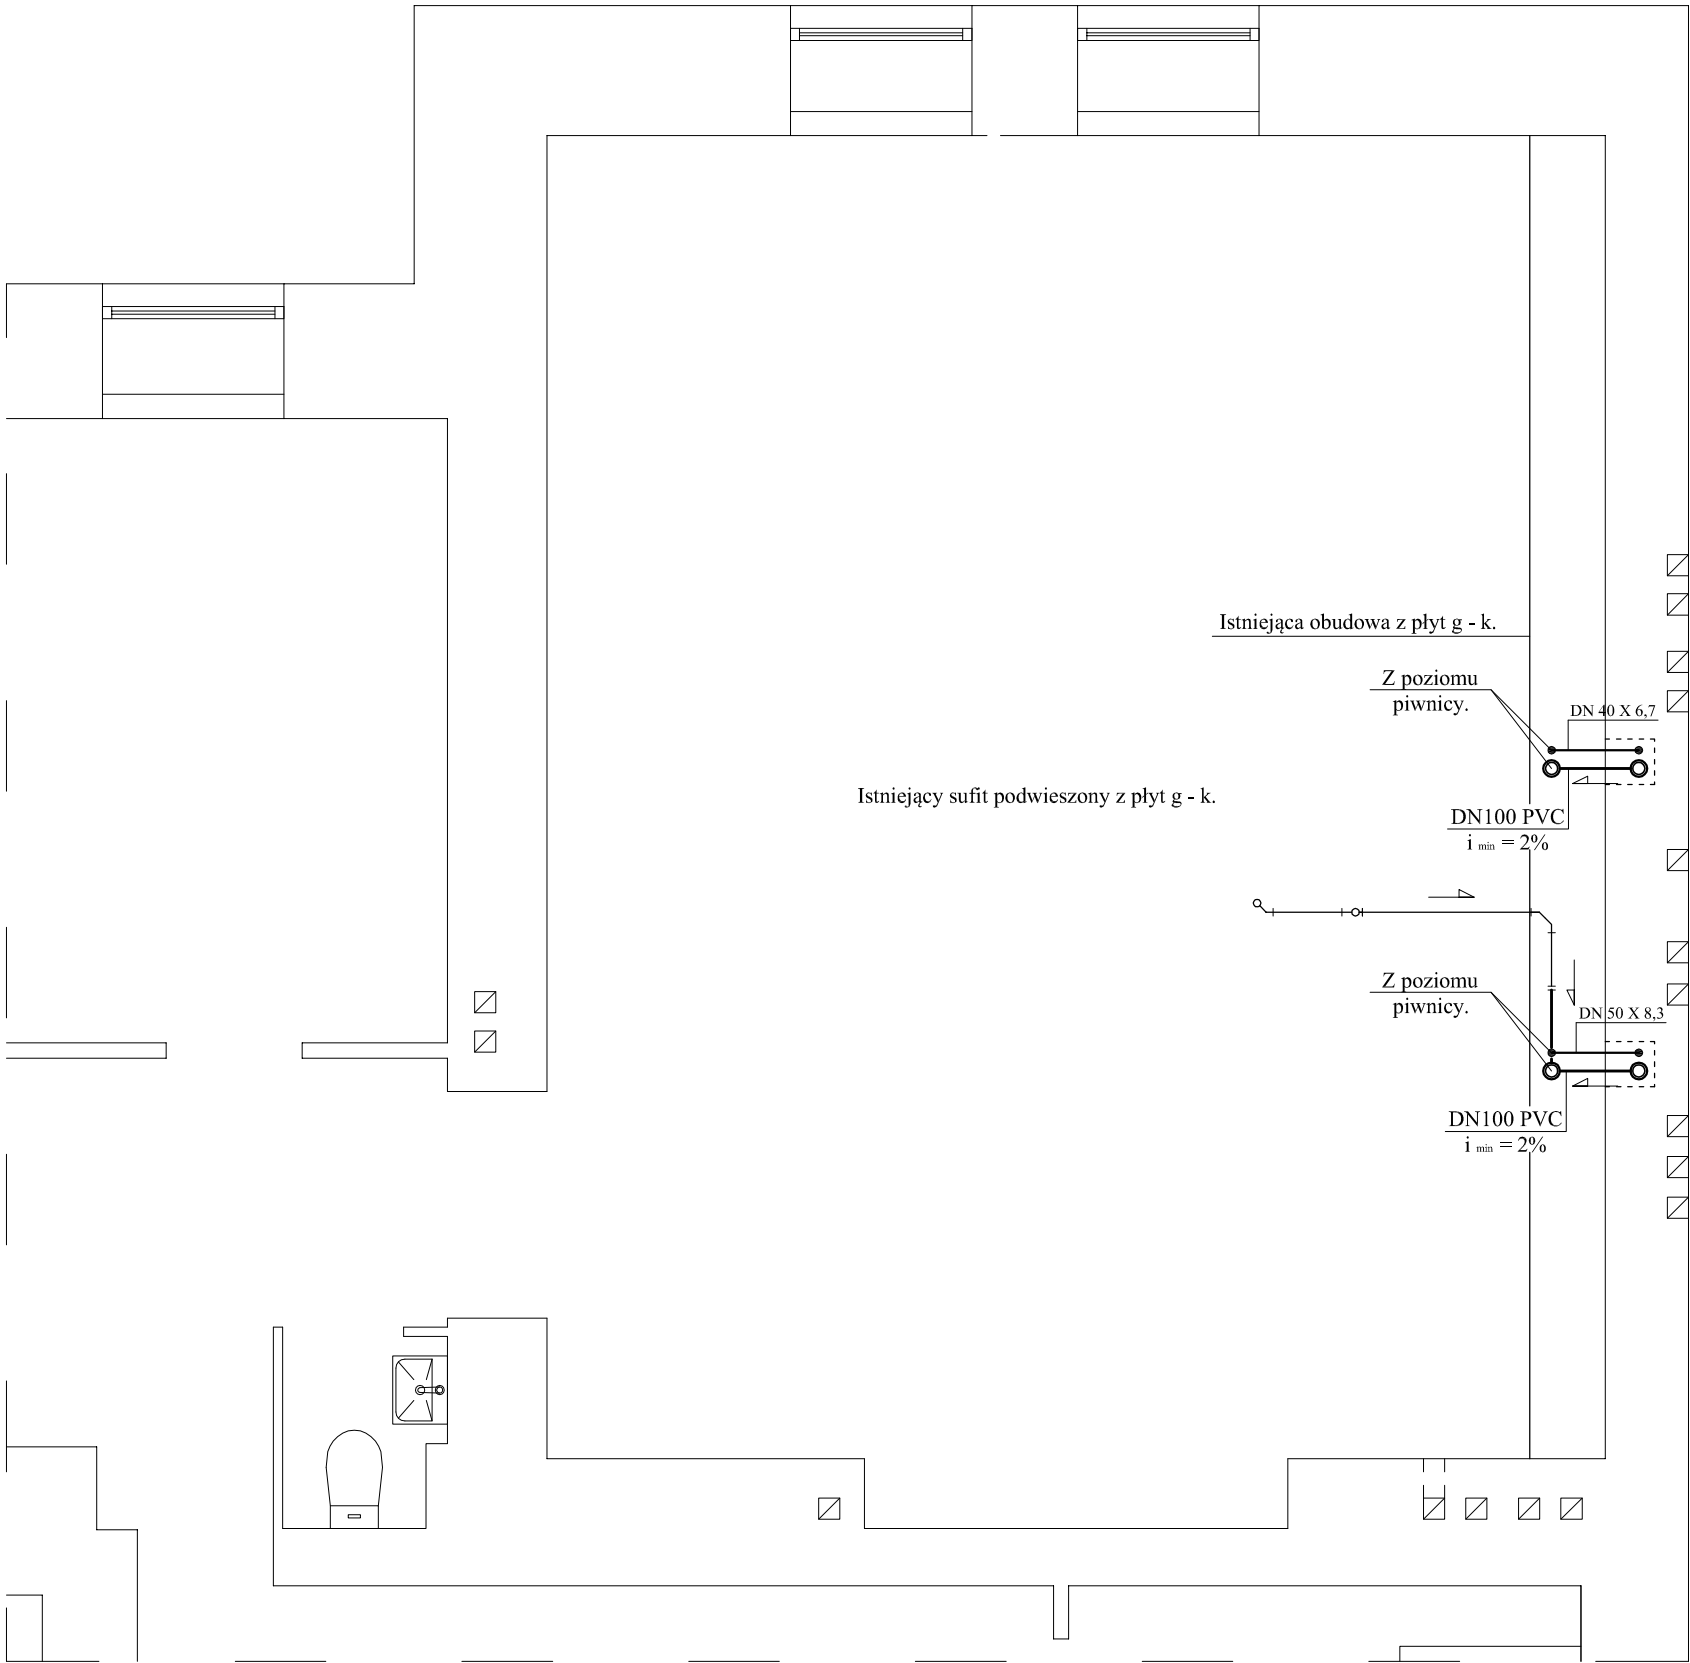 Istniejąca obudowa z płyt g - k.
Z poziomu
piwnicy.
DN 40 X 6,7
Istniejący sufit podwieszony z płyt g - k.
DN100 PVC
i min = 2%
Z poziomu
piwnicy.
DN 50 X 8,3
DN100 PVC
i min = 2%